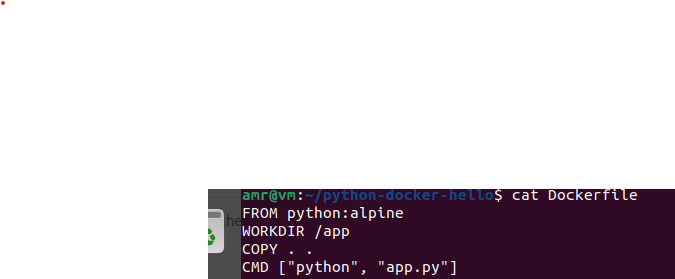 amr@vm:~/python-docker-hello$ cat Dockerfile
FROM python:alpine
WORKDIR /app
COPY . .
CMD ["python", "app.py"]